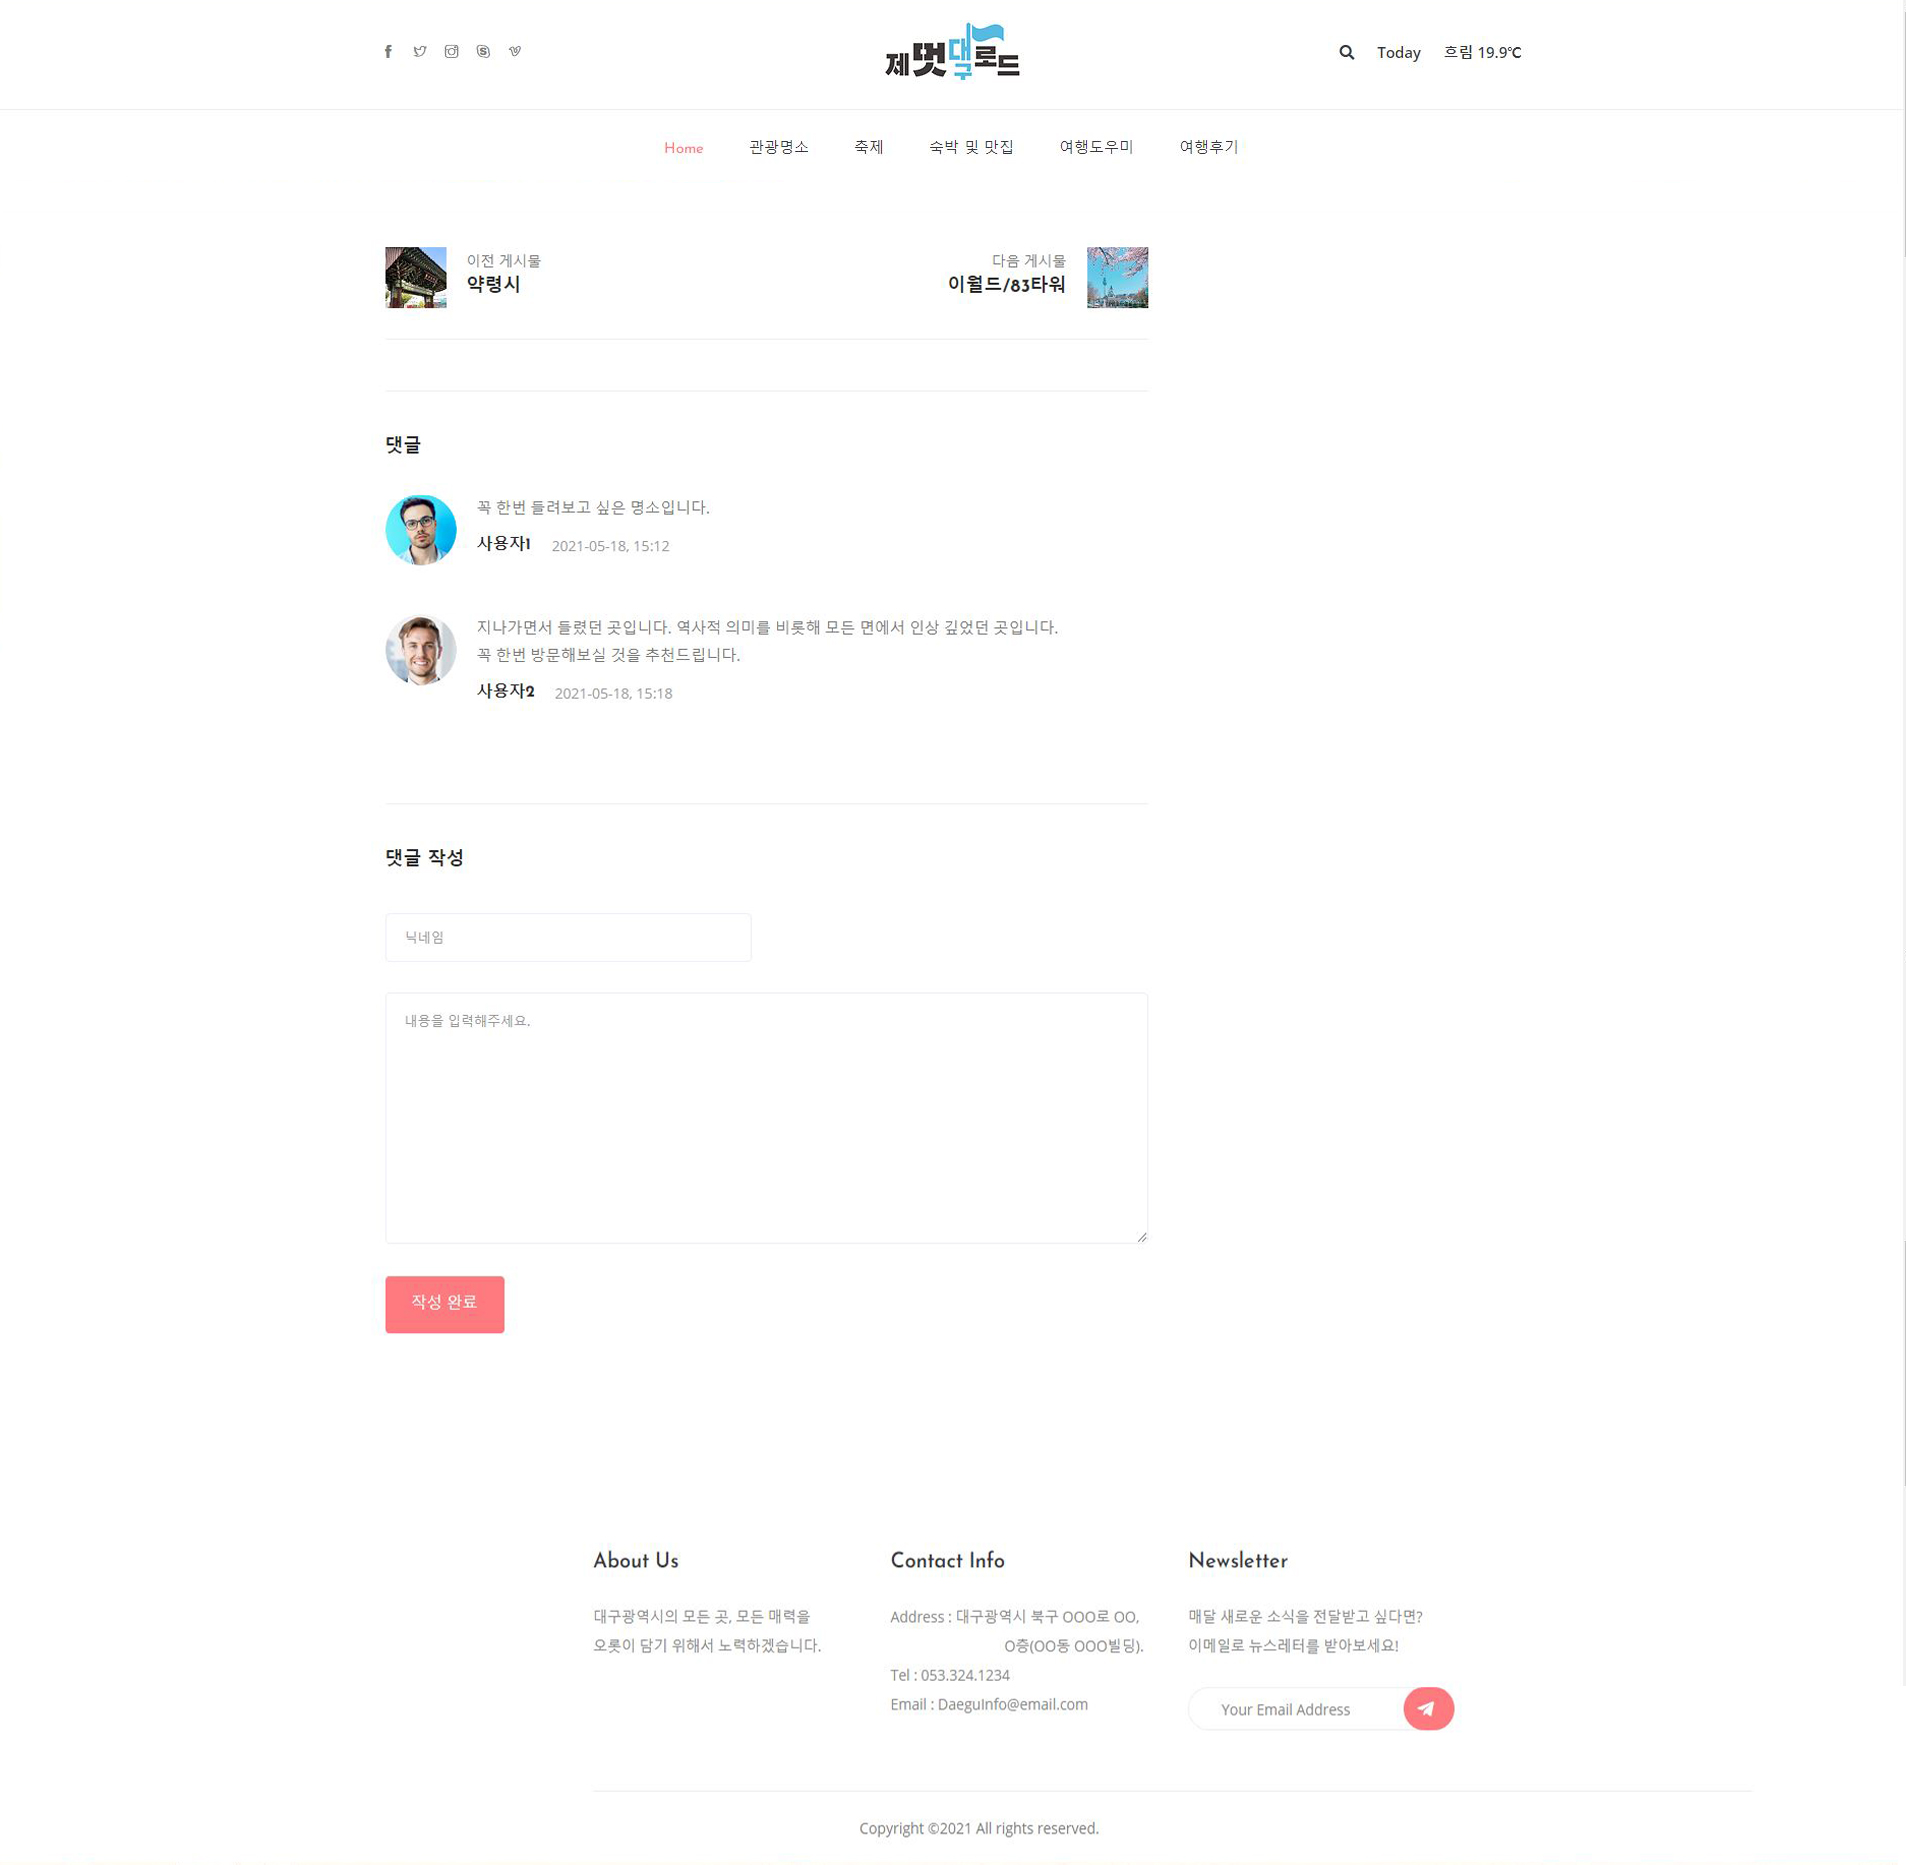 제멋대구로드
Today 흐림 19.9℃
Home 관광명소 축제 숙박 및 맛집 여행도우미 여행후기
이전 게시물
약령시
다음 게시물
이월드/83타워
댓글
꼭 한번 들려보고 싶은 명소입니다.
사용자1 2021-05-18, 15:12
지나가면서 들렸던 곳입니다. 역사적 의미를 비롯해 모든 면에서 인상 깊었던 곳입니다.
꼭 한번 방문해보실 것을 추천드립니다.
사용자2 2021-05-18, 15:18
댓글 작성
닉네임
내용을 입력해주세요.
작성 완료
About Us
대구광역시의 모든 곳, 모든 매력을
오롯이 담기 위해서 노력하겠습니다.
Contact Info
Address : 대구광역시 북구 OOO로 OO,
O층(OO동 OOO빌딩).
Tel : 053.324.1234
Email : DaeguInfo@email.com
Newsletter
매달 새로운 소식을 전달받고 싶다면?
이메일로 뉴스레터를 받아보세요!
Your Email Address
Copyright ©2021 All rights reserved.